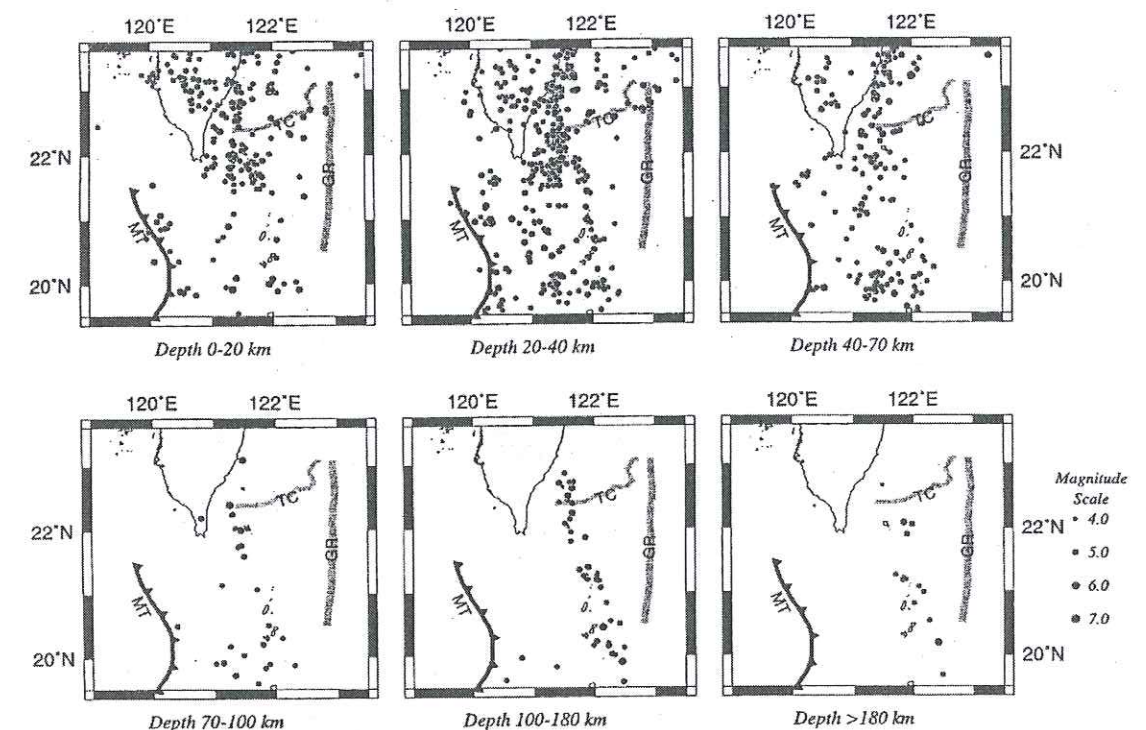 120°E 122°E 120°E 122°E 120°E 122°E
TC TC TC
22°N 22°N
GR GR GR
MT MT MT
20°N 20°N
Depth 0-20 km Depth 20-40 km Depth 40-70 km
120°E 122°E 120°E 122°E 120°E 122°E
Magnitude
Scale
TC TC TC
4.0
22°N 22°N
5.0
GR GR GR
6.0
MT MT MT
7.0
20°N 20°N
Depth 70-100 km Depth 100-180 km Depth >180 km